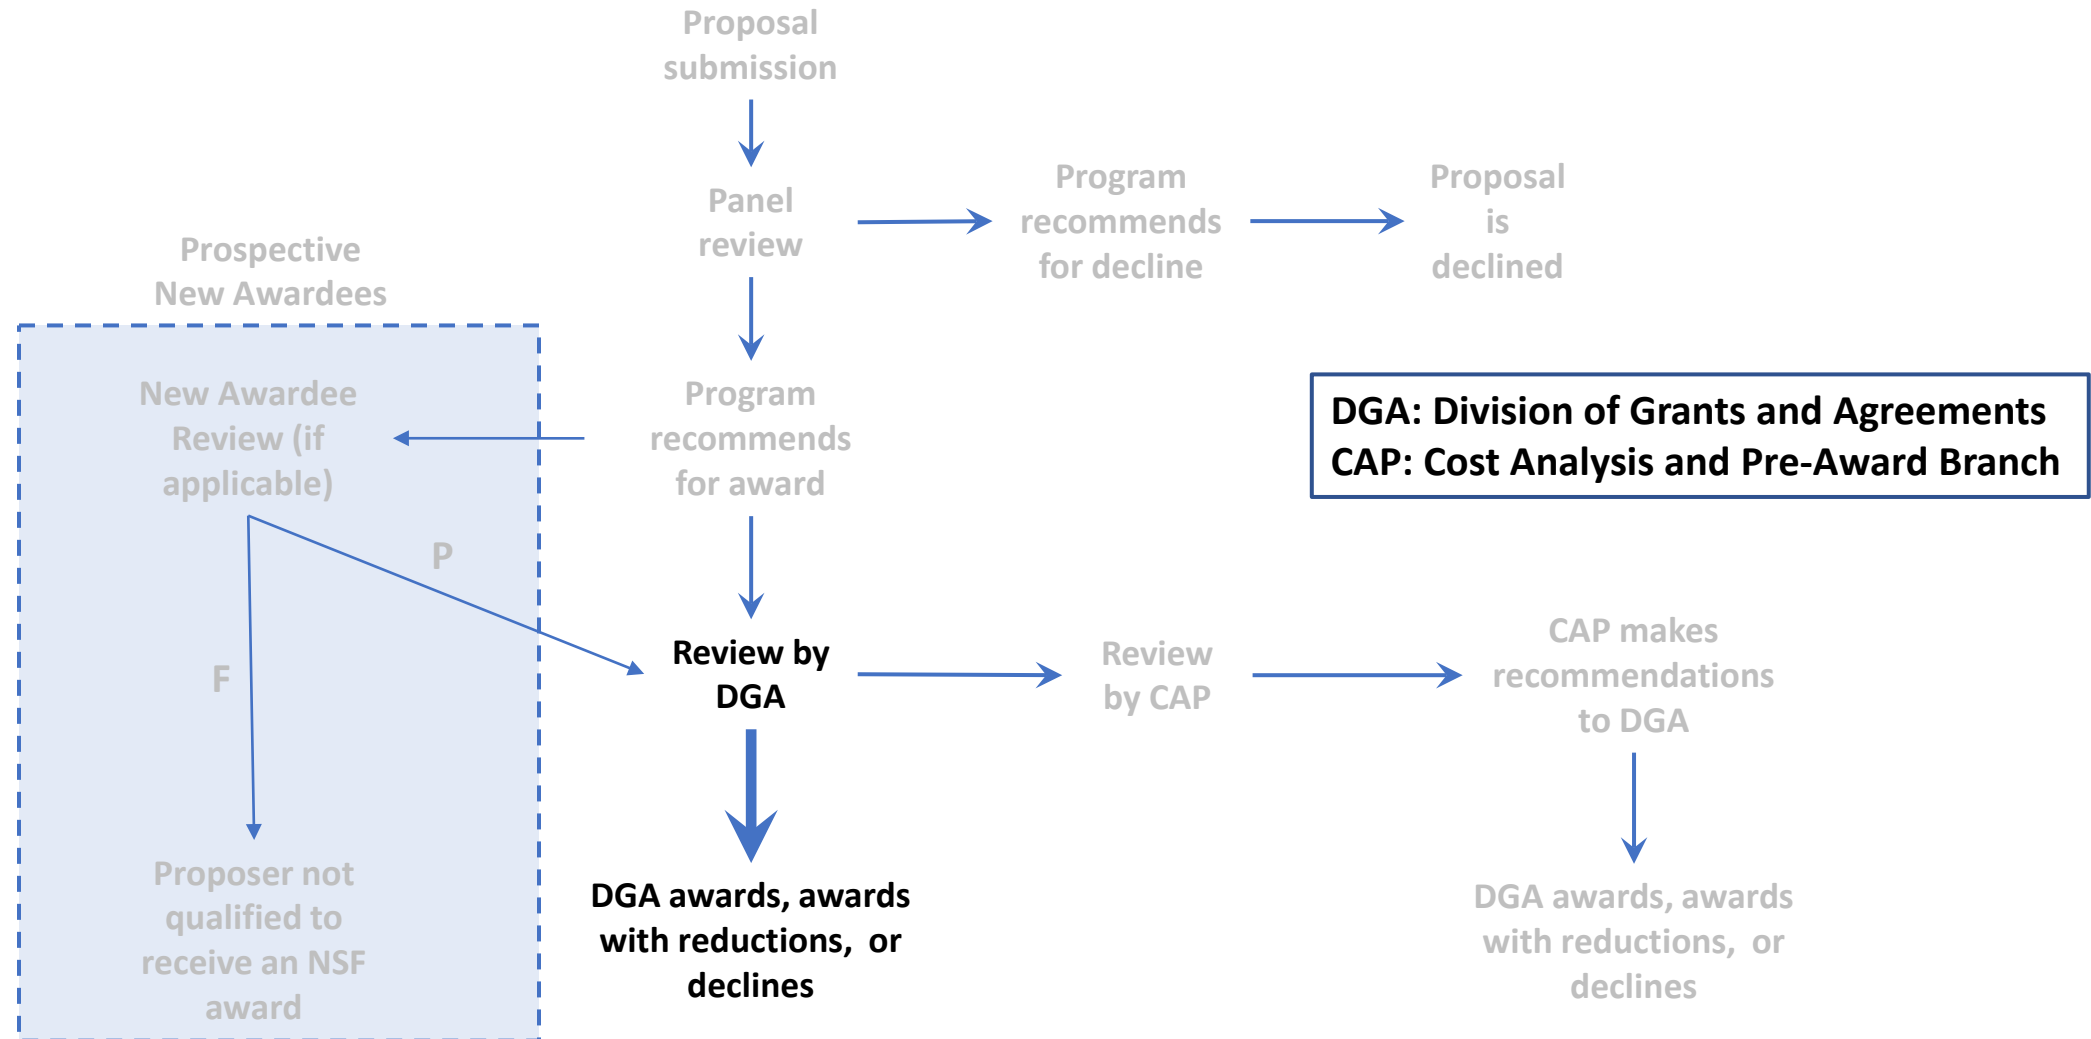 Proposal
submission
Panel
review
Program
recommends
for decline
Proposal
is
declined
Prospective
New Awardees
New Awardee
Review (if
applicable)
Program
recommends
for award
DGA: Division of Grants and Agreements
CAP: Cost Analysis and Pre-Award Branch
P
F
Review by
DGA
Review
by CAP
CAP makes
recommendations
to DGA
Proposer not
qualified to
receive an NSF
award
DGA awards, awards
with reductions,  or
declines
DGA awards, awards
with reductions,  or
declines